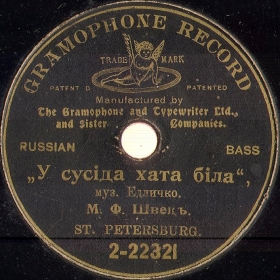 GRAMOPHONE RECORD
TRADE MARK
PATENT D PATENTED
Manufactured by
The Gramophone and Typewriter Ltd.,
and Sister Companies.
RUSSIAN BASS
„У сусіда хата біла“,
муз. Едличко.
М. Ф. Швецъ.
ST. PETERSBURG.
2-22321